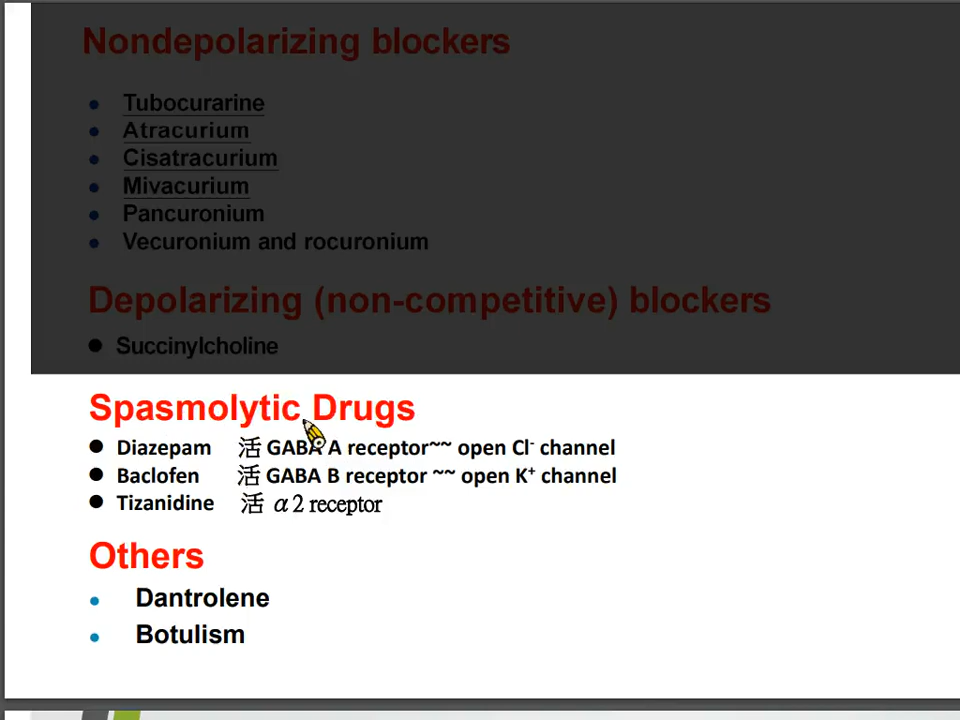 Nondepolarizing blockers
• Tubocurarine
• Atracurium
• Cisatracurium
• Mivacurium
• Pancuronium
• Vecuronium and rocuronium
Depolarizing (non-competitive) blockers
• Succinylcholine
Spasmolytic Drugs
• Diazepam 活 GABA A receptor~~ open Cl⁻ channel
• Baclofen 活 GABA B receptor ~~ open K⁺ channel
• Tizanidine 活 α2 receptor
Others
• Dantrolene
• Botulism